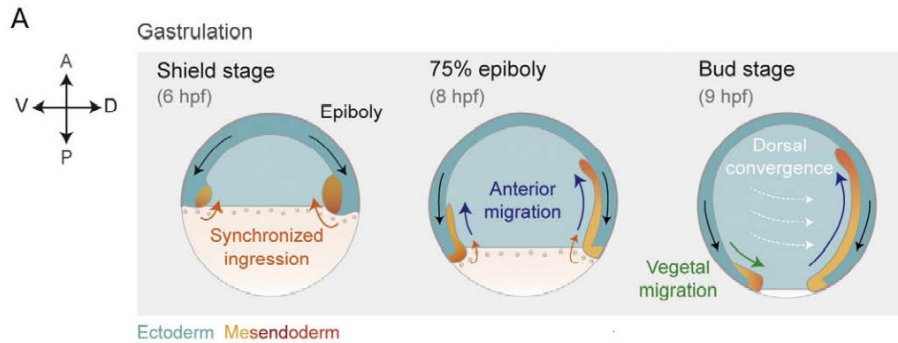 A
A
V D
P
Gastrulation
Shield stage
(6 hpf)
Epiboly
Synchronized
ingression
75% epiboly
(8 hpf)
Anterior
migration
Bud stage
(9 hpf)
Dorsal
convergence
Vegetal
migration
Ectoderm Mesendoderm